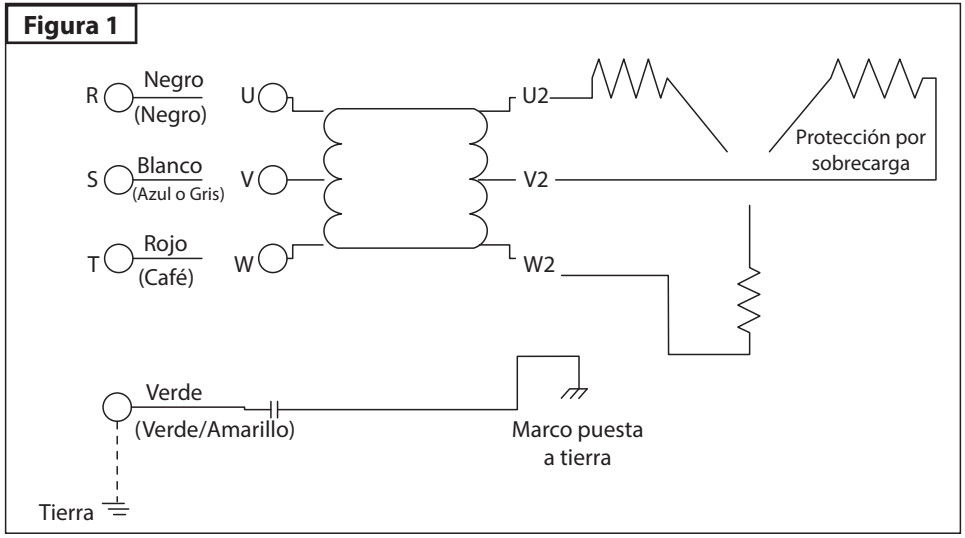 Figura 1
R
Negro
(Negro)
U
U2
S
Blanco
(Azul o Gris)
V
V2
Protección por
sobrecarga
T
Rojo
(Café)
W
W2
Verde
(Verde/Amarillo)
Marco puesta
a tierra
Tierra